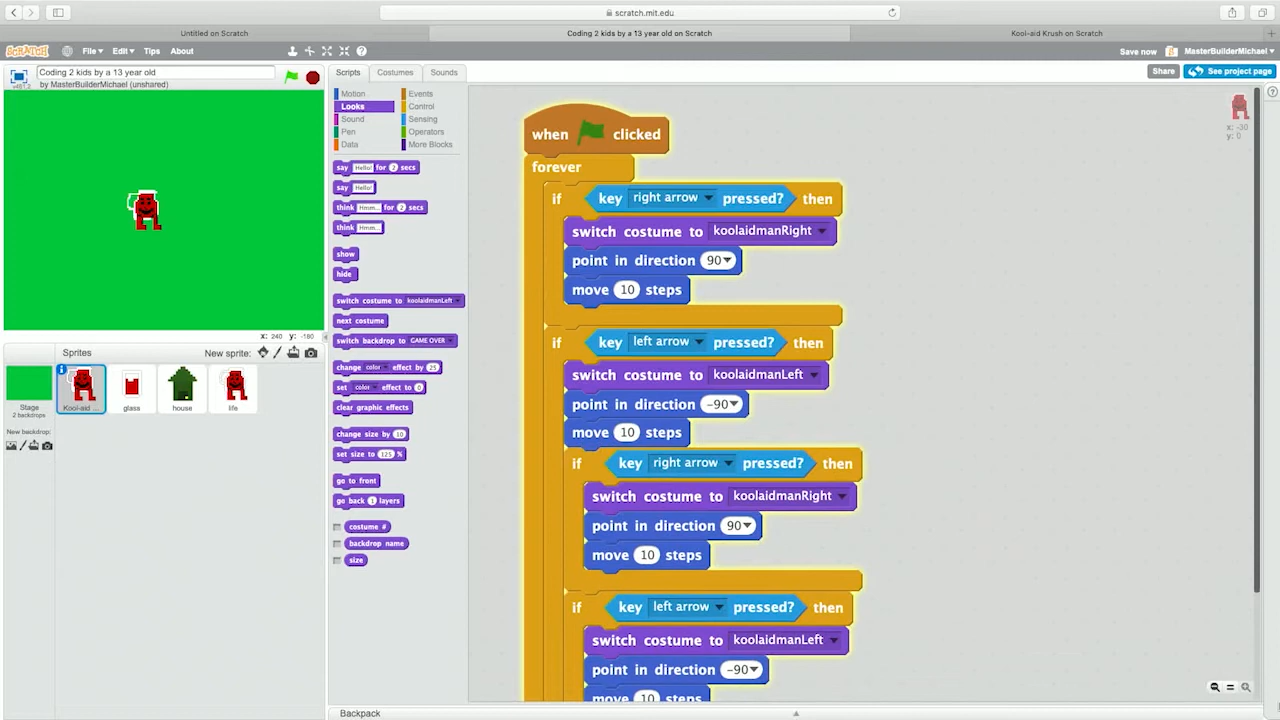 scratch.mit.edu
Untitled on Scratch
Coding 2 kids by a 13 year old on Scratch
Kool-aid Krush on Scratch
SCRATCH
File
Edit
Tips
About
Save now
MasterBuilderMichael
Coding 2 kids by a 13 year old
by MasterBuilderMichael (unshared)
Scripts
Costumes
Sounds
Share
See project page
Motion
Events
Looks
Control
Sound
Sensing
Pen
Operators
Data
More Blocks
say Hello! for 2 secs
say Hello!
think Hmm... for 2 secs
think Hmm...
show
hide
switch costume to koolaidmanLeft
next costume
switch backdrop to GAME OVER
change color effect by 25
set color effect to 0
clear graphic effects
change size by 10
set size to 125 %
go to front
go back 1 layers
costume #
backdrop name
size
when clicked
forever
if key right arrow pressed? then
switch costume to koolaidmanRight
point in direction 90
move 10 steps
if key left arrow pressed? then
switch costume to koolaidmanLeft
point in direction -90
move 10 steps
if key right arrow pressed? then
switch costume to koolaidmanRight
point in direction 90
move 10 steps
if key left arrow pressed? then
switch costume to koolaidmanLeft
point in direction -90
move 10 steps
x: -30
y: 0
x: 240 y: -180
Sprites
New sprite:
Stage
2 backdrops
Kool-aid ...
glass
house
life
New backdrop:
Backpack